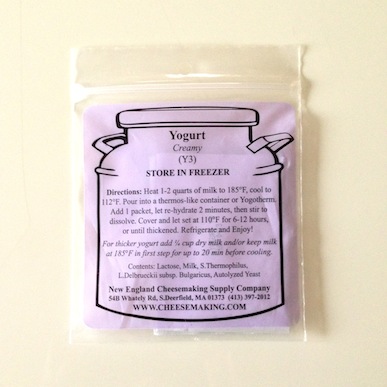 Yogurt
Creamy
(Y3)
STORE IN FREEZER
Directions: Heat 1-2 quarts of milk to 185°F, cool to
112°F. Pour into a thermos-like container or Yogotherm.
Add 1 packet, let re-hydrate 2 minutes, then stir to
dissolve. Cover and let set at 110°F for 6-12 hours,
or until thickened. Refrigerate and Enjoy!
For thicker yogurt add ¼ cup dry milk and/or keep milk
at 185°F in first step for up to 20 min before cooling.
Contents: Lactose, Milk, S.Thermophilus,
L.Delbrueckii subsp. Bulgaricus, Autolyzed Yeast
New England Cheesemaking Supply Company
54B Whately Rd, S.Deerfield, MA 01373 (413) 397-2012
WWW.CHEESEMAKING.COM